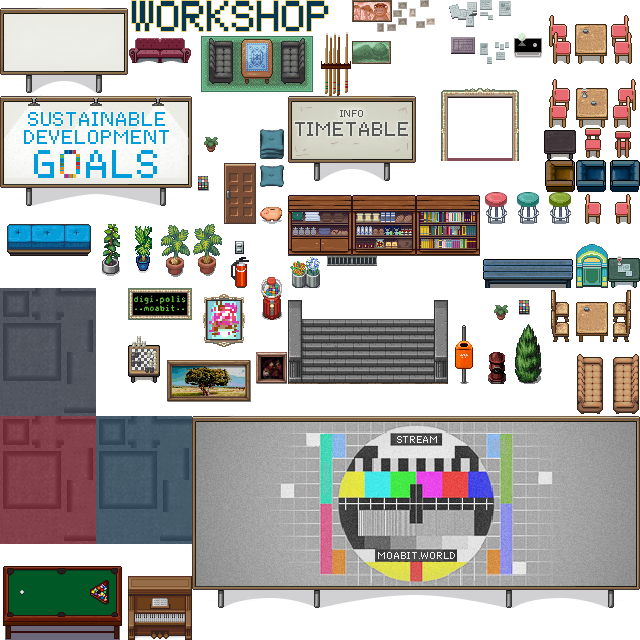 WORKSHOP
SUSTAINABLE
DEVELOPMENT
GOALS
INFO
TIMETABLE
digi-polis
--moabit--
STREAM
MOABIT.WORLD